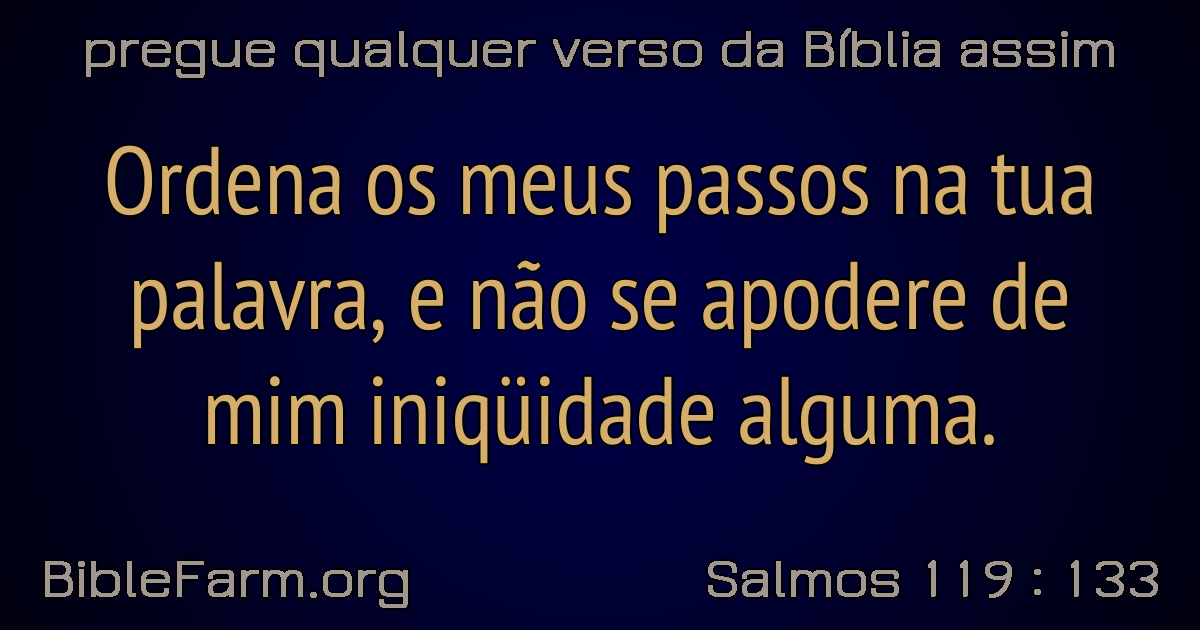 pregue qualquer verso da Bíblia assim
Ordena os meus passos na tua
palavra, e não se apodere de
mim iniqüidade alguma.
BibleFarm.org
Salmos 119 : 133